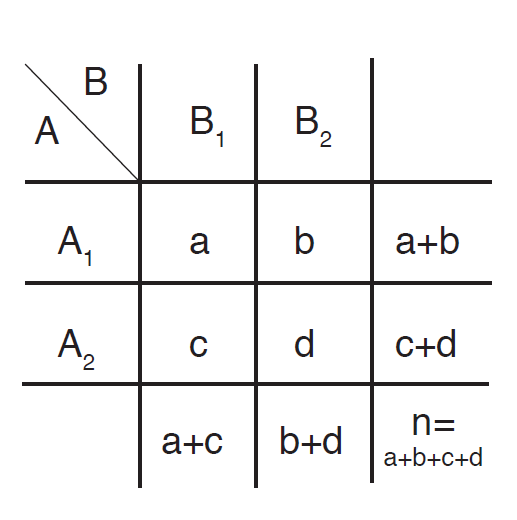 B
A
B₁ B₂
A₁ a b a+b
A₂ c d c+d
a+c b+d n=
a+b+c+d